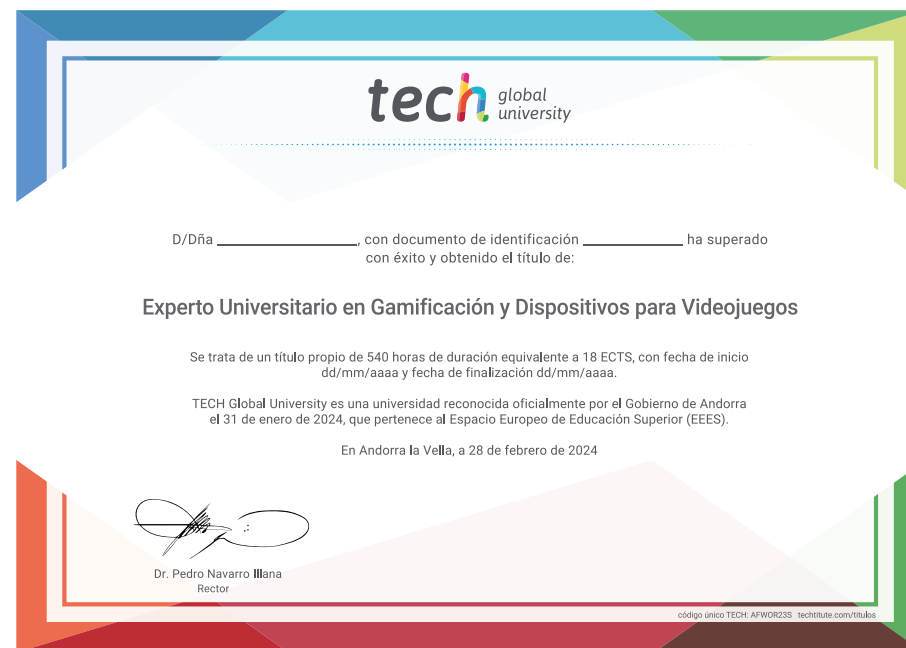 tech global university
D/Dña ______________, con documento de identificación __________ ha superado
con éxito y obtenido el título de:
Experto Universitario en Gamificación y Dispositivos para Videojuegos
Se trata de un título propio de 540 horas de duración equivalente a 18 ECTS, con fecha de inicio
dd/mm/aaaa y fecha de finalización dd/mm/aaaa.
TECH Global University es una universidad reconocida oficialmente por el Gobierno de Andorra
el 31 de enero de 2024, que pertenece al Espacio Europeo de Educación Superior (EEES).
En Andorra la Vella, a 28 de febrero de 2024
Dr. Pedro Navarro Illana
Rector
código único TECH: AFWOR23S techtitute.com/titulos